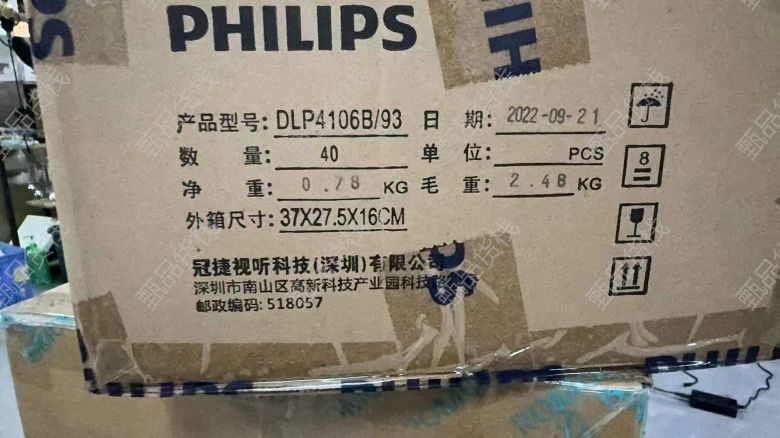 PHILIPS
产品型号: DLP4106B/93 日 期: 2022-09-21
数 量: 40 单 位: PCS
净 重: 0.78 KG 毛 重: 2.48 KG
外箱尺寸: 37X27.5X16CM
8
冠捷视听科技(深圳)有限公司
深圳市南山区高新科技产业园科技
邮政编码: 518057
PHILIPS
PHILIPS
PHILIPS